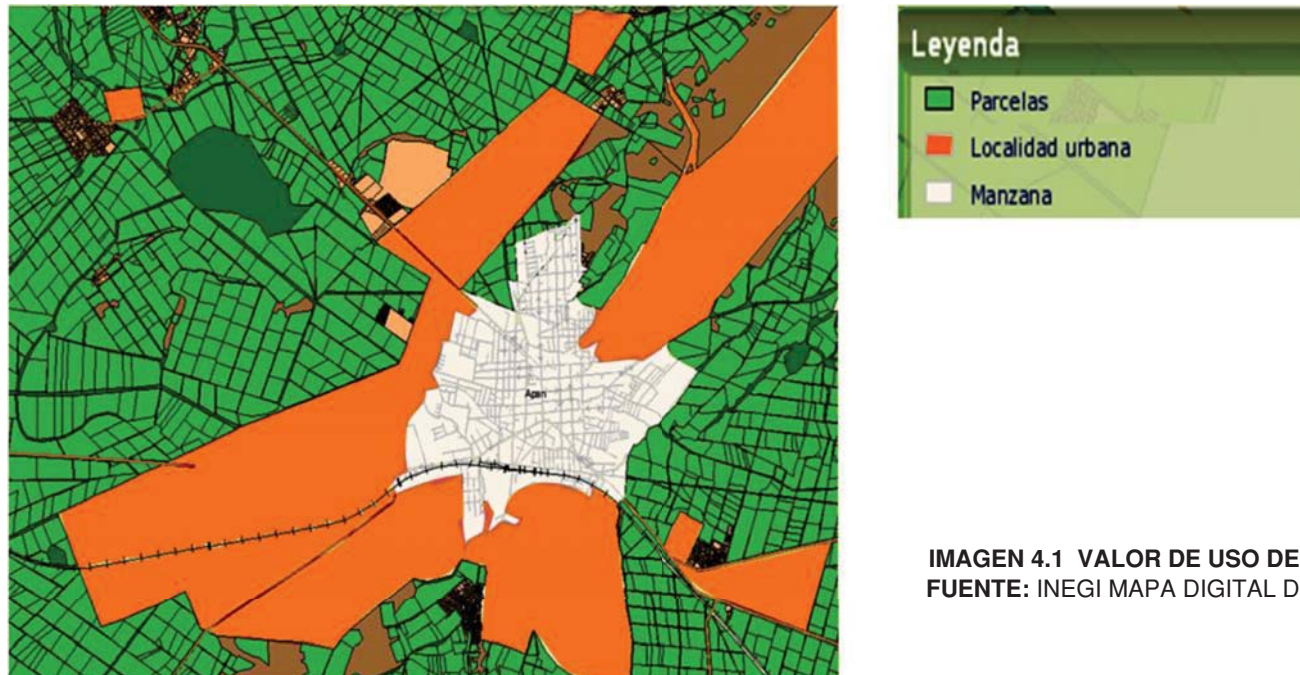 Apan
Leyenda
Parcelas
Localidad urbana
Manzana
IMAGEN 4.1 VALOR DE USO DE
FUENTE: INEGI MAPA DIGITAL D